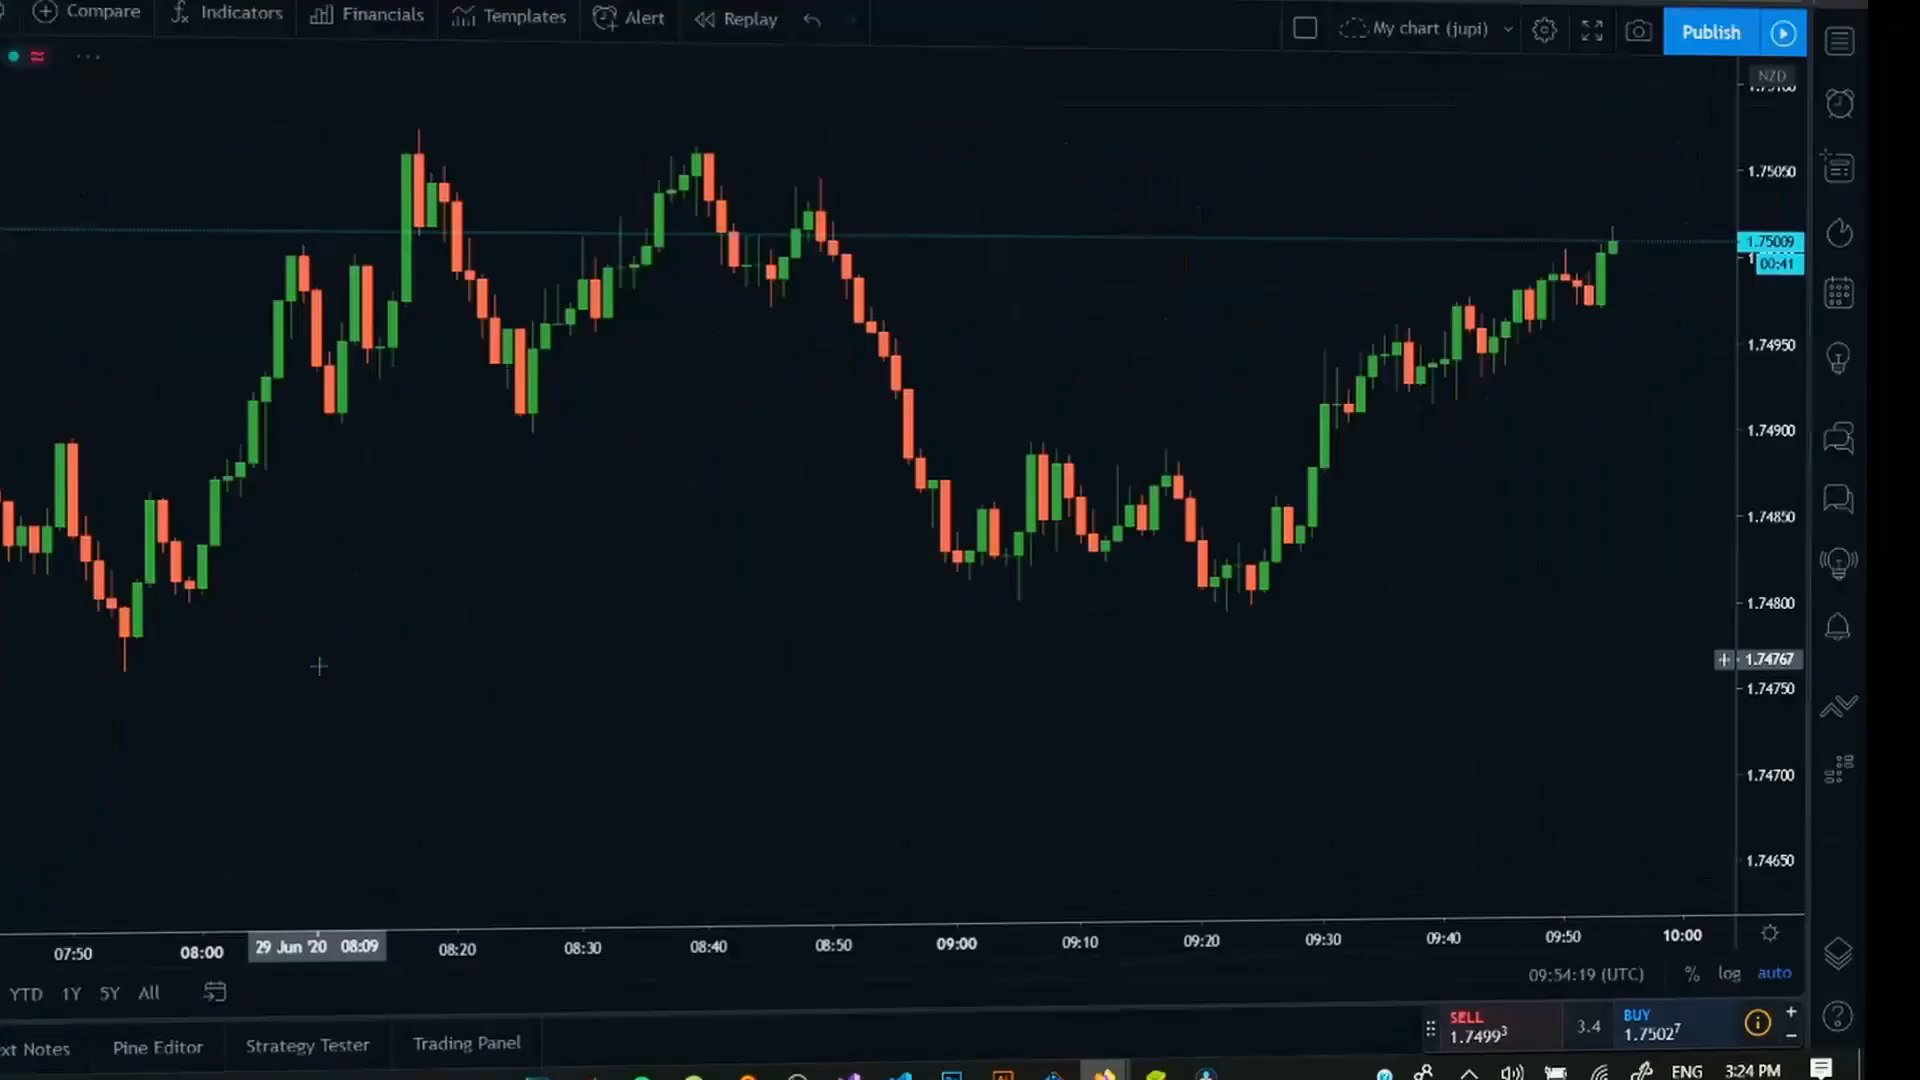 Compare Indicators Financials Templates Alert Replay My chart (jupi) Publish
NZD
1.75050
1.75009
00:41
1.74950
1.74900
1.74850
1.74800
1.74767
1.74750
1.74700
1.74650
07:50 08:00 29 Jun '20 08:09 08:20 08:30 08:40 08:50 09:00 09:10 09:20 09:30 09:40 09:50 10:00
YTD 1Y 5Y All 09:54:19 (UTC) % log auto
SELL 1.74993 3.4 BUY 1.75027
Notes Pine Editor Strategy Tester Trading Panel
ENG 3:24 PM